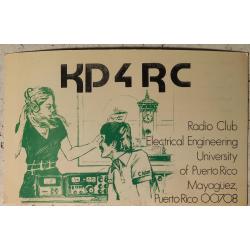 KP4RC
Radio Club
Electrical Engineering
University
of Puerto Rico
Mayaguez,
Puerto Rico 00708